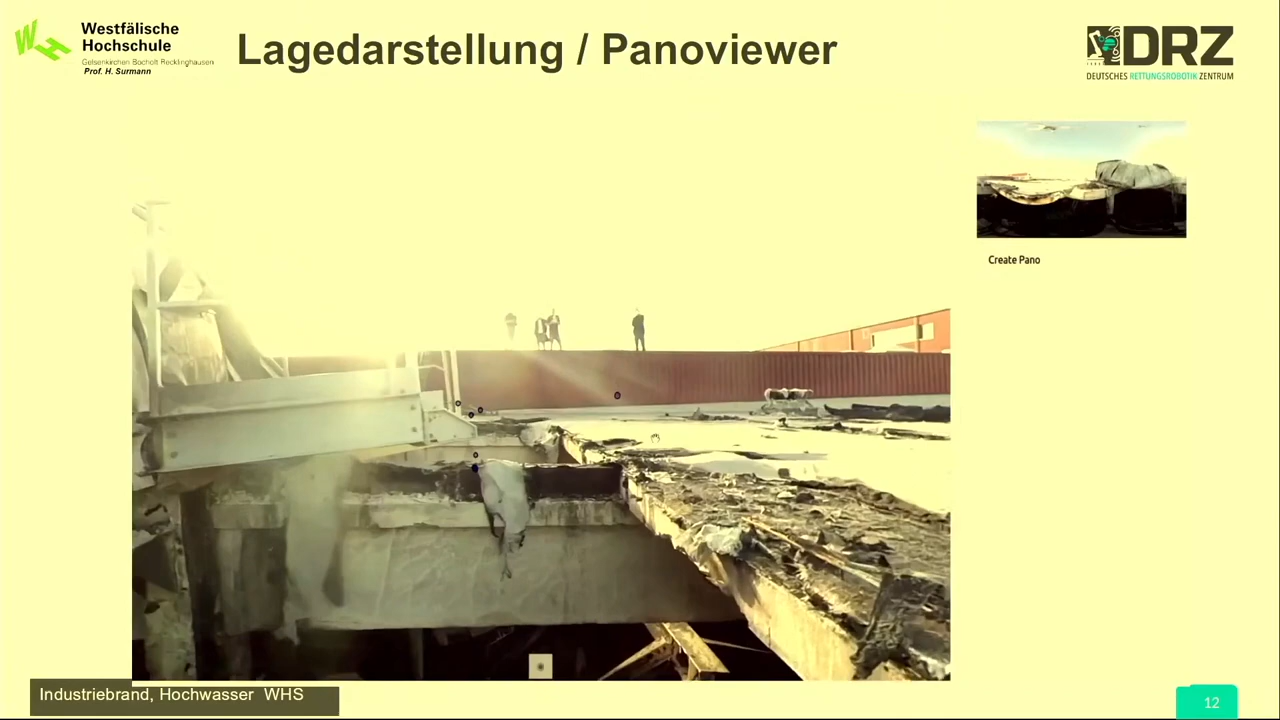 Westfälische
Hochschule
Gelsenkirchen Bocholt Recklinghausen
Prof. H. Surmann
Lagedarstellung / Panoviewer
DRZ
DEUTSCHES RETTUNGSROBOTIK ZENTRUM
Create Pano
Industriebrand, Hochwasser WHS
12